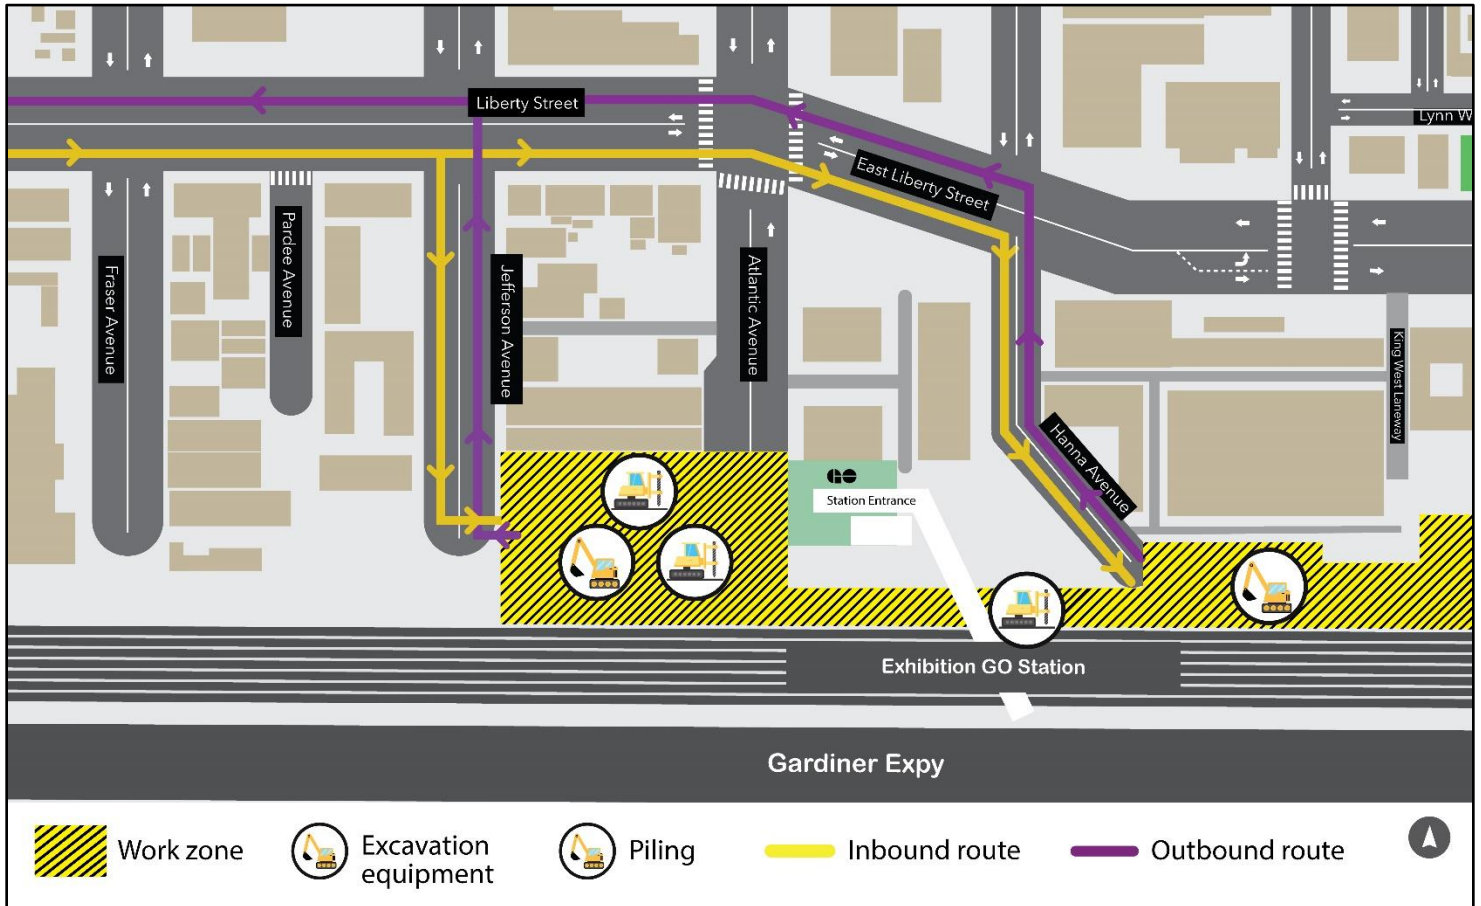 Liberty Street
Lynn W
East Liberty Street
Fraser Avenue
Pardee Avenue
Jefferson Avenue
Atlantic Avenue
King West Laneway
Hanna Avenue
GO
Station Entrance
Exhibition GO Station
Gardiner Expy
Work zone
Excavation
equipment
Piling
Inbound route
Outbound route